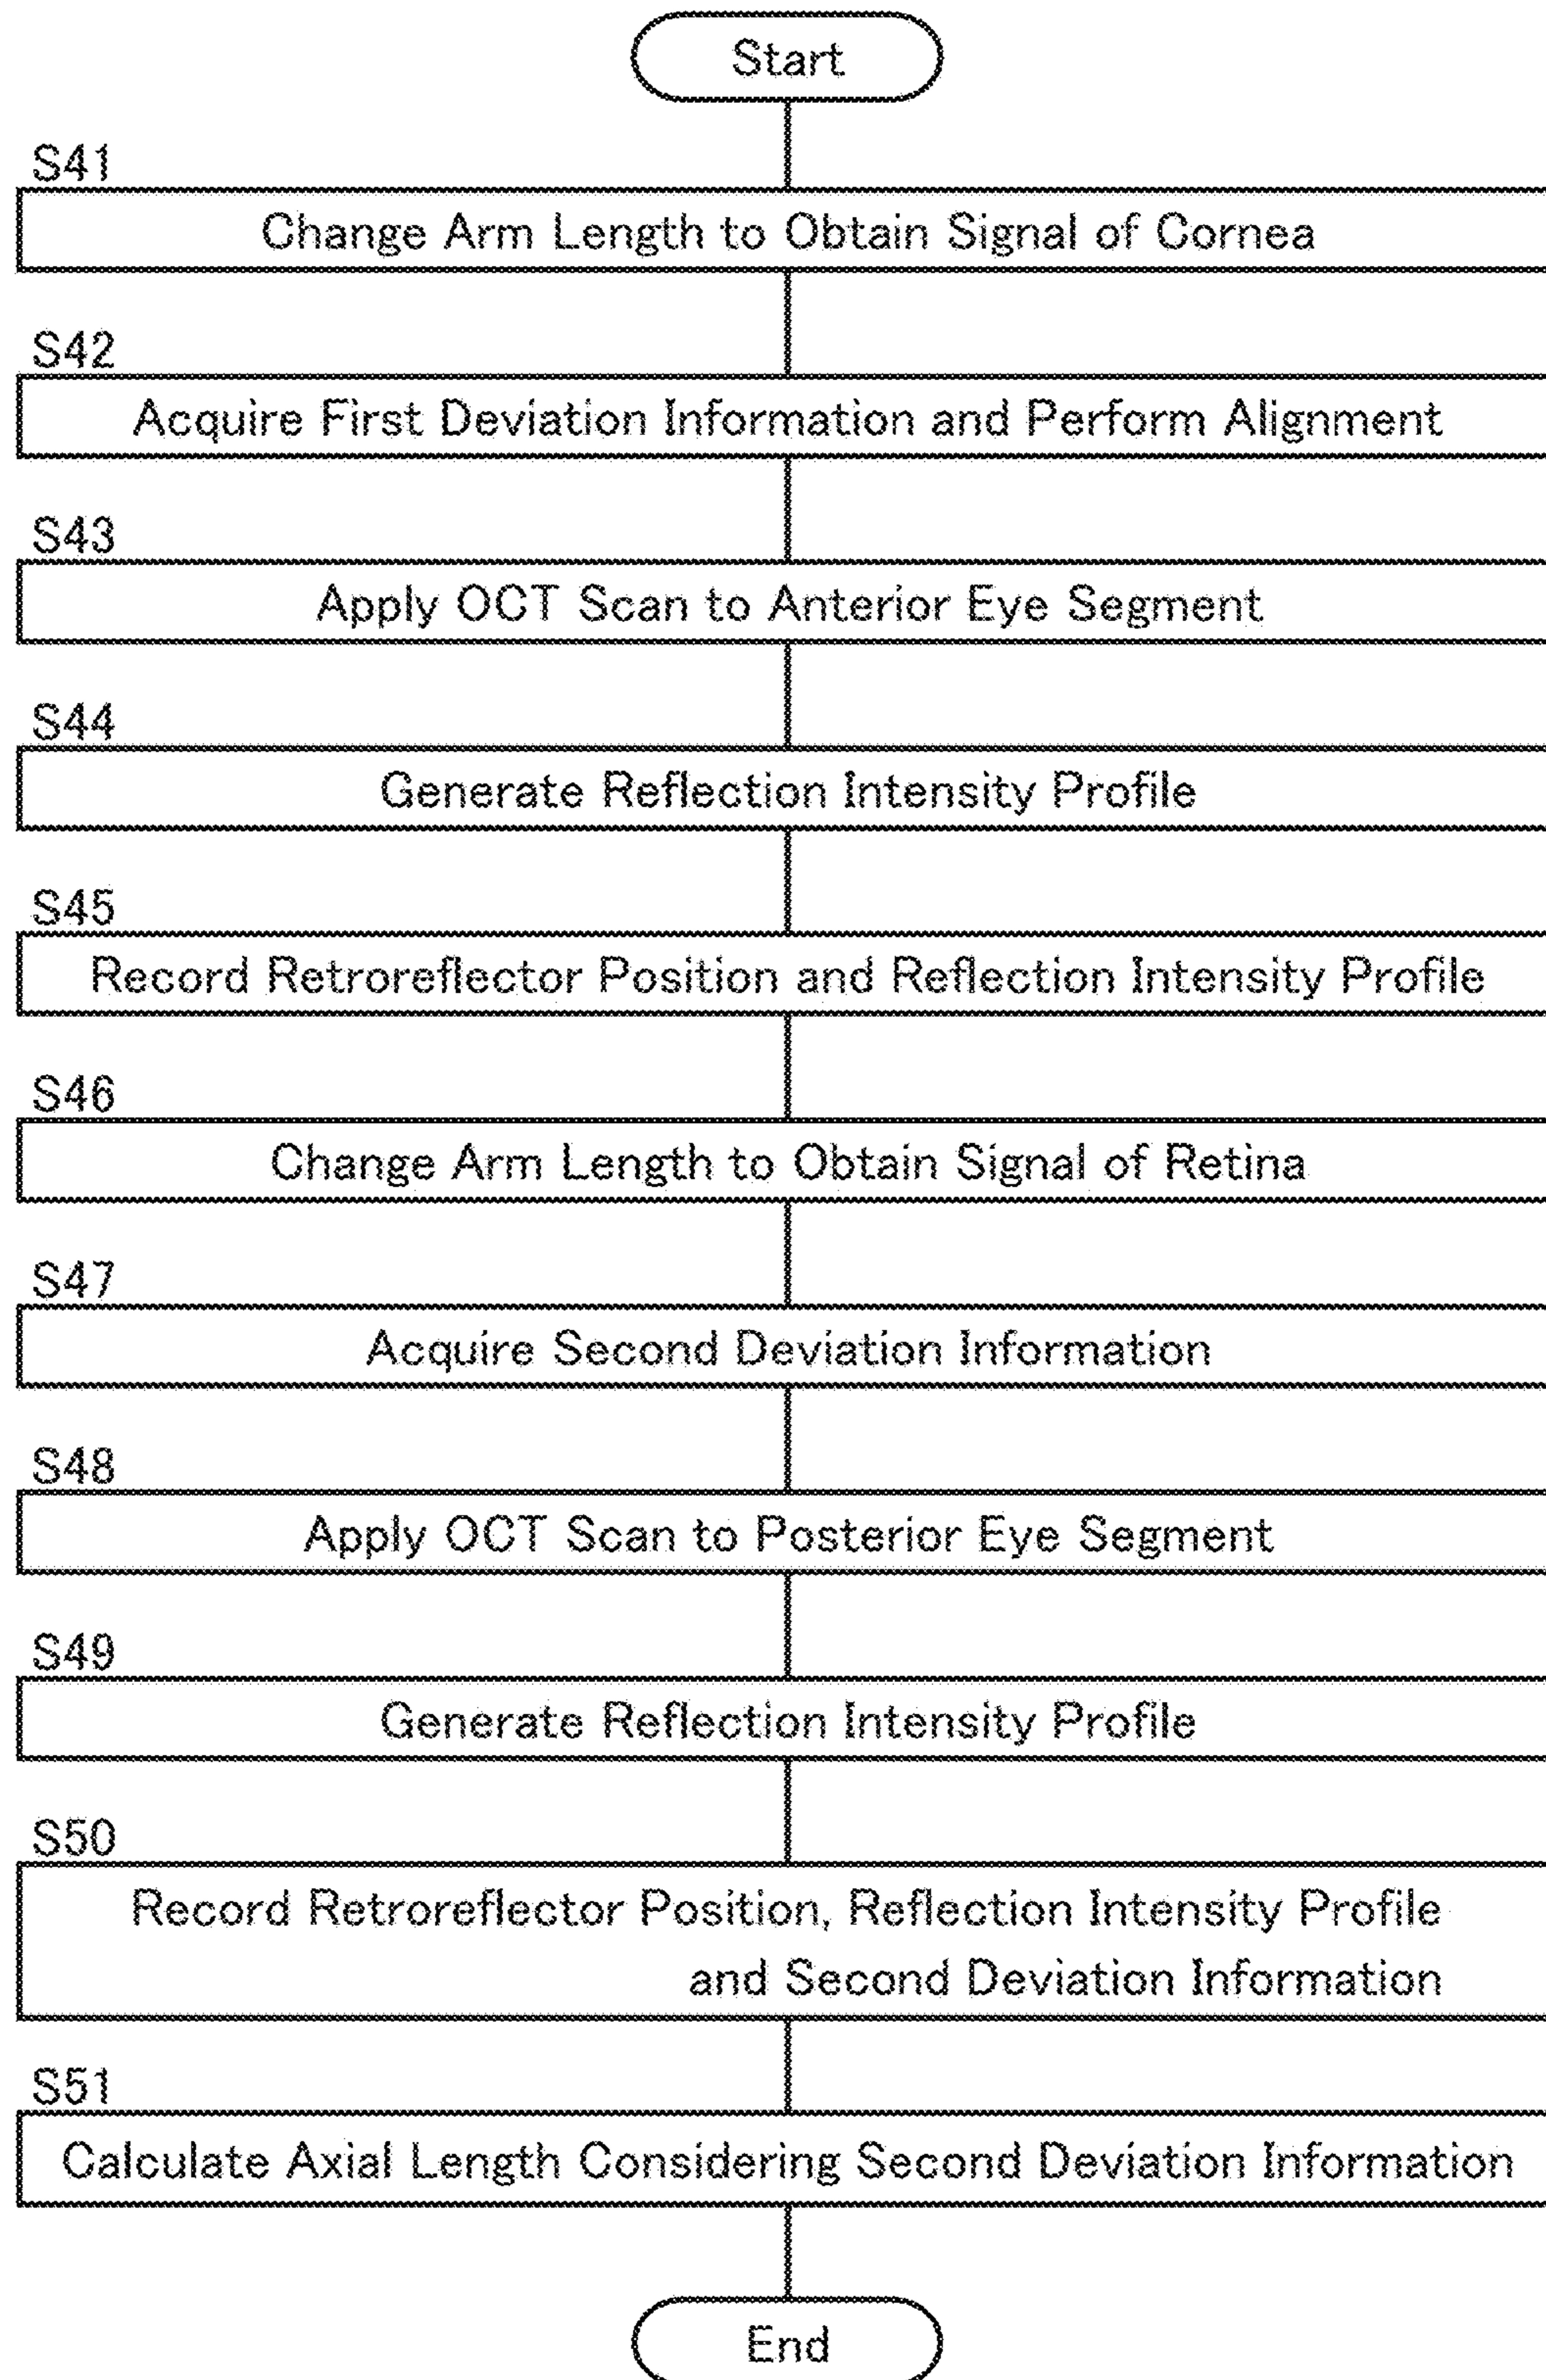 Start
S41
Change Arm Length to Obtain Signal of Cornea
S42
Acquire First Deviation Information and Perform Alignment
S43
Apply OCT Scan to Anterior Eye Segment
S44
Generate Reflection Intensity Profile
S45
Record Retroreflector Position and Reflection Intensity Profile
S46
Change Arm Length to Obtain Signal of Retina
S47
Acquire Second Deviation Information
S48
Apply OCT Scan to Posterior Eye Segment
S49
Generate Reflection Intensity Profile
S50
Record Retroreflector Position, Reflection Intensity Profile
and Second Deviation Information
S51
Calculate Axial Length Considering Second Deviation Information
End